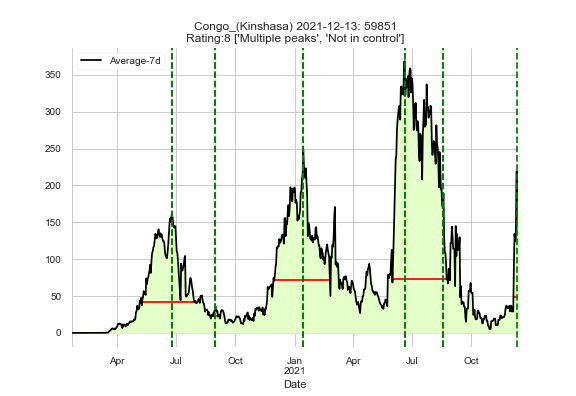 Congo_(Kinshasa) 2021-12-13: 59851
Rating:8 ['Multiple peaks', 'Not in control']
Average-7d
350
300
250
200
150
100
50
0
Apr Jul Oct Jan Apr Jul Oct
2021
Date